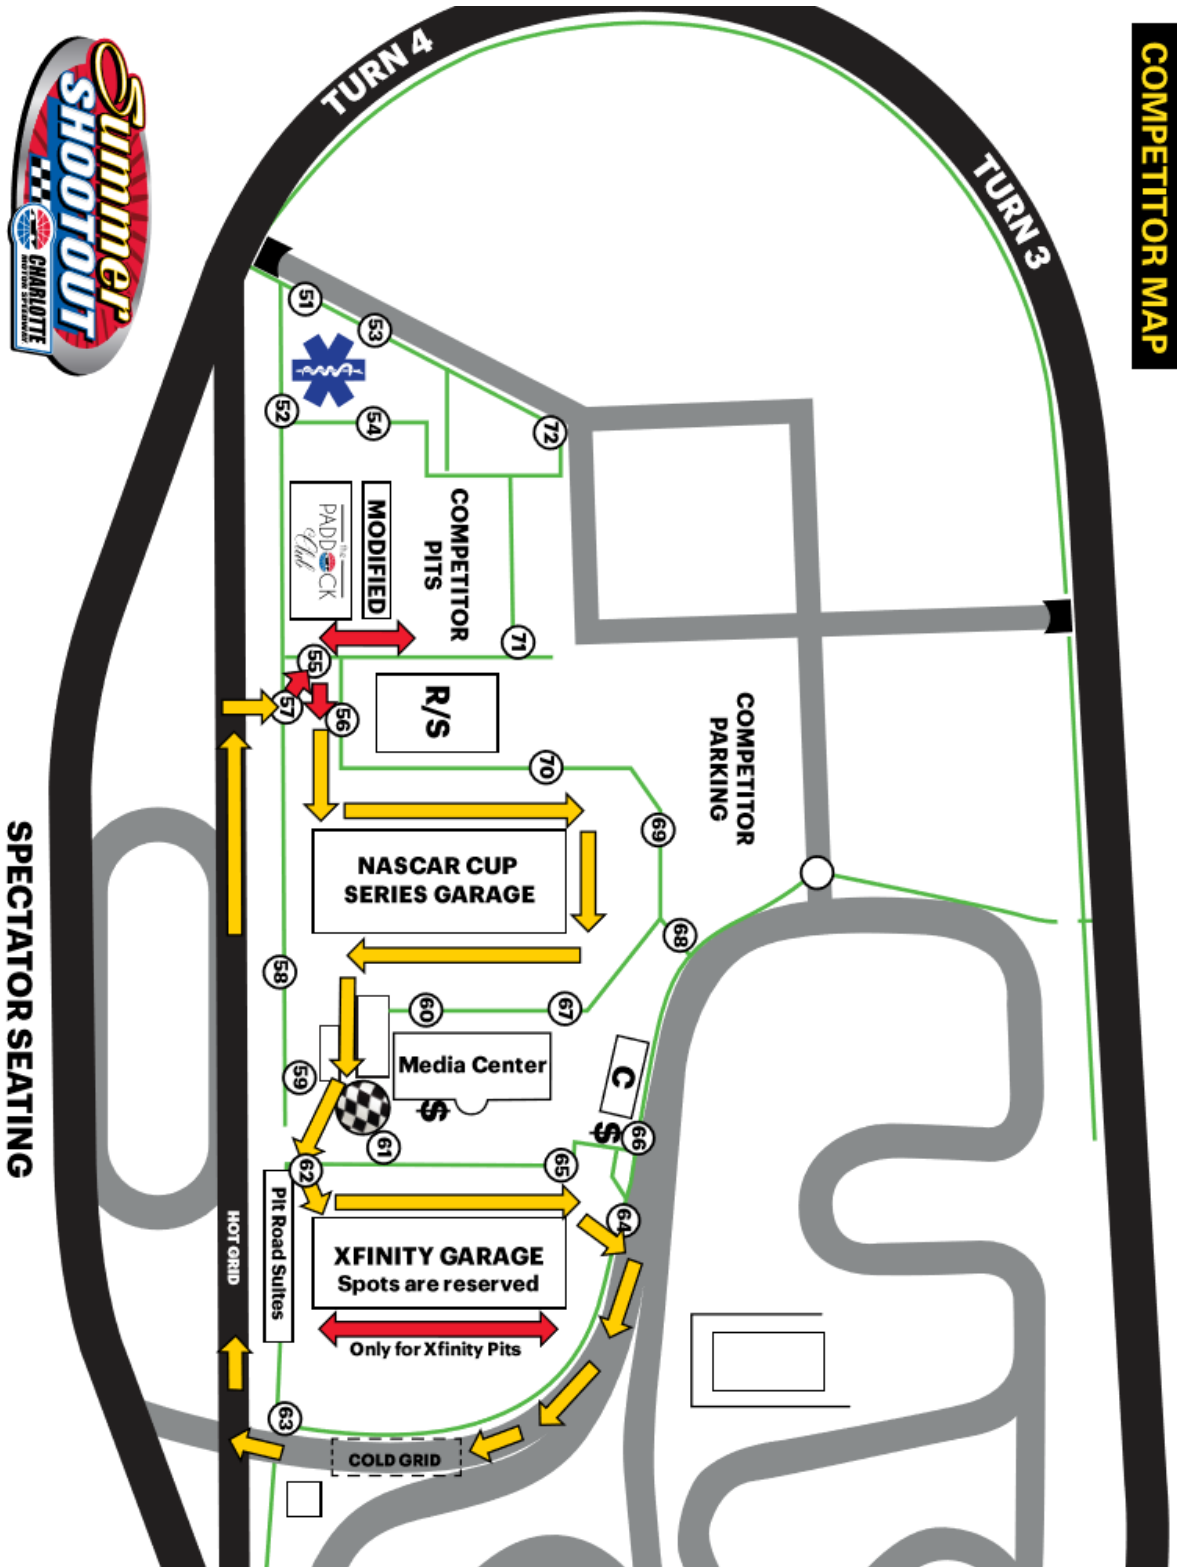 COMPETITOR MAP
Summer
SHOOTOUT
CHARLOTTE
MOTOR SPEEDWAY
TURN 4
TURN 3
51
53
52
54
72
COMPETITOR
PITS
MODIFIED
the
PADDOCK
Club
71
55
57
56
R/S
70
COMPETITOR
PARKING
69
NASCAR CUP
SERIES GARAGE
68
58
60
67
Media Center
59
$
61
C
$
66
62
65
64
Pit Road Suites
XFINITY GARAGE
Spots are reserved
Only for Xfinity Pits
HOT GRID
63
COLD GRID
SPECTATOR SEATING